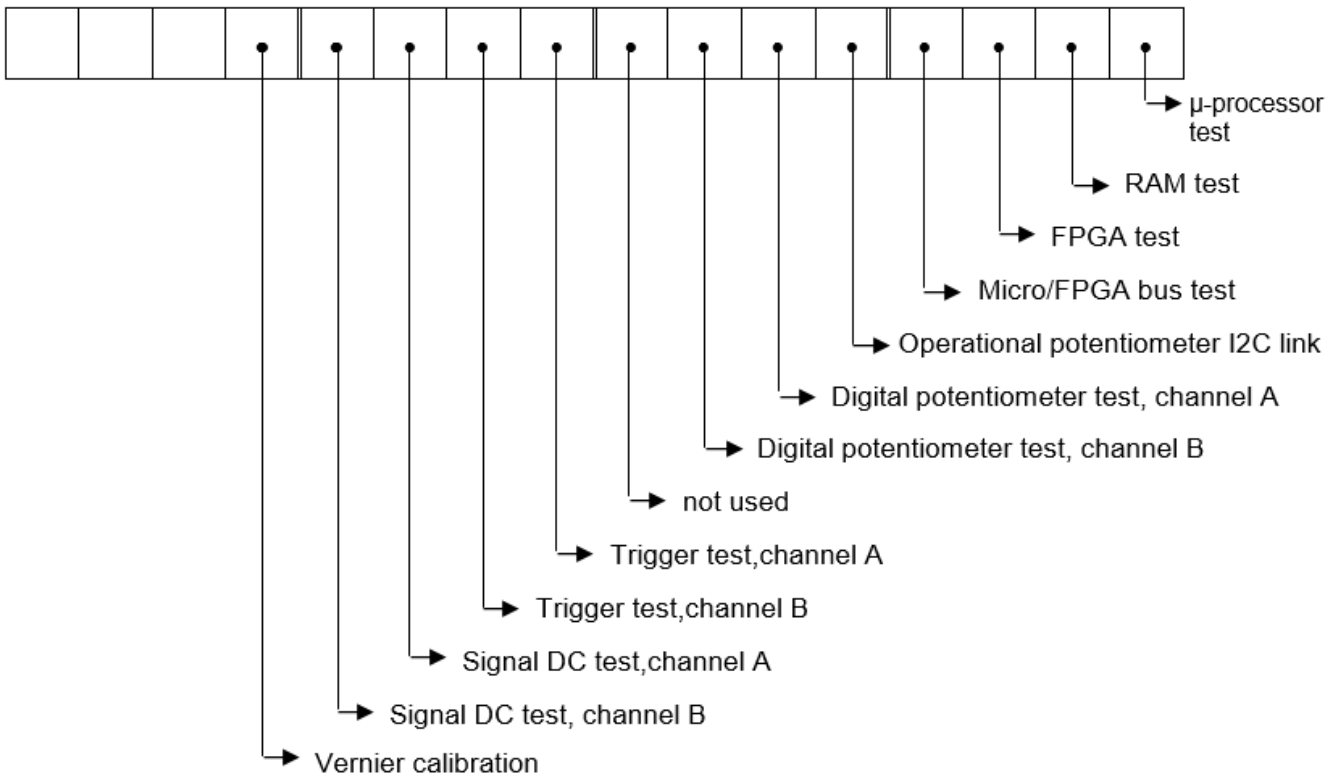 µ-processor
test
RAM test
FPGA test
Micro/FPGA bus test
Operational potentiometer I2C link
Digital potentiometer test, channel A
Digital potentiometer test, channel B
not used
Trigger test,channel A
Trigger test,channel B
Signal DC test,channel A
Signal DC test, channel B
Vernier calibration